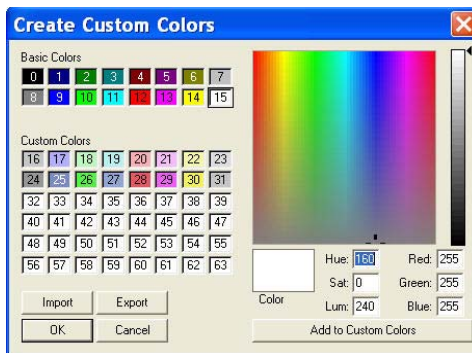 Create Custom Colors
Basic Colors
0 1 2 3 4 5 6 7
8 9 10 11 12 13 14 15
Custom Colors
16 17 18 19 20 21 22 23
24 25 26 27 28 29 30 31
32 33 34 35 36 37 38 39
40 41 42 43 44 45 46 47
48 49 50 51 52 53 54 55
56 57 58 59 60 61 62 63
Import Export
OK Cancel
Color
Hue: 160 Red: 255
Sat: 0 Green: 255
Lum: 240 Blue: 255
Add to Custom Colors